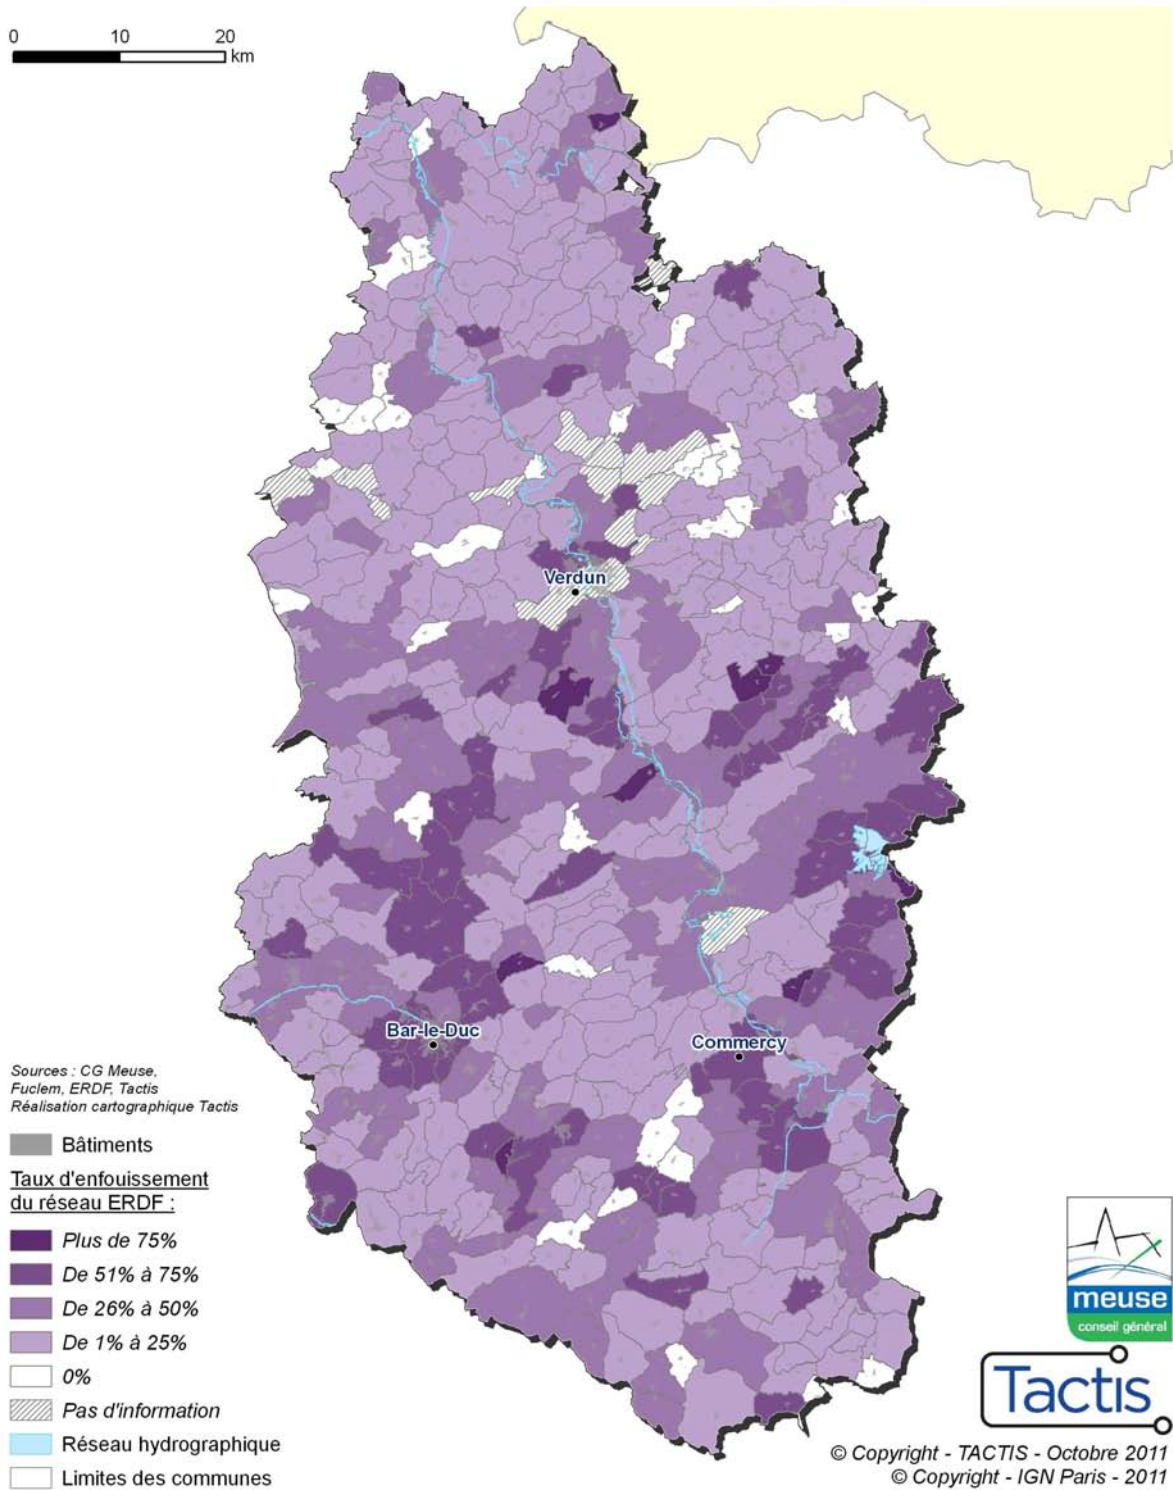 0 10 20
km
Verdun
Bar-le-Duc
Commercy
Sources : CG Meuse,
Fuclem, ERDF, Tactis
Réalisation cartographique Tactis
Bâtiments
Taux d'enfouissement
du réseau ERDF :
Plus de 75%
De 51% à 75%
De 26% à 50%
De 1% à 25%
0%
Pas d'information
Réseau hydrographique
Limites des communes
meuse
conseil général
Tactis
© Copyright - TACTIS - Octobre 2011
© Copyright - IGN Paris - 2011